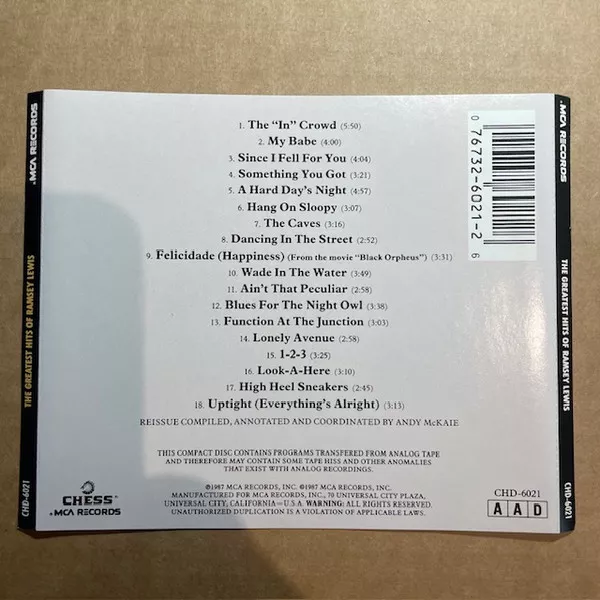 1. The "In" Crowd (5:50)
2. My Babe (4:00)
3. Since I Fell For You (4:04)
4. Something You Got (3:21)
5. A Hard Day's Night (4:57)
6. Hang On Sloopy (3:07)
7. The Caves (3:16)
8. Dancing In The Street (2:52)
9. Felicidade (Happiness) (From the movie "Black Orpheus") (3:31)
10. Wade In The Water (3:49)
11. Ain't That Peculiar (2:58)
12. Blues For The Night Owl (3:38)
13. Function At The Junction (3:03)
14. Lonely Avenue (2:58)
15. 1-2-3 (3:25)
16. Look-A-Here (3:10)
17. High Heel Sneakers (2:45)
18. Uptight (Everything's Alright) (3:13)
REISSUE COMPILED, ANNOTATED AND COORDINATED BY ANDY McKAIE
THIS COMPACT DISC CONTAINS PROGRAMS TRANSFERED FROM ANALOG TAPE
AND THEREFORE MAY CONTAIN SOME TAPE HISS AND OTHER ANOMALIES
THAT EXIST WITH ANALOG RECORDINGS.
℗1987 MCA RECORDS, INC. ©1987 MCA RECORDS, INC.
MANUFACTURED FOR MCA RECORDS, INC., 70 UNIVERSAL CITY PLAZA,
UNIVERSAL CITY, CALIFORNIA—U.S.A. WARNING: ALL RIGHTS RESERVED.
UNAUTHORIZED DUPLICATION IS A VIOLATION OF APPLICABLE LAWS.
CHESS
MCA RECORDS
CHD-6021
A A D
0 76732-6021-2 6
MCA RECORDS
THE GREATEST HITS OF RAMSEY LEWIS
CHD-6021
MCA RECORDS
THE GREATEST HITS OF RAMSEY LEWIS
CHD-6021